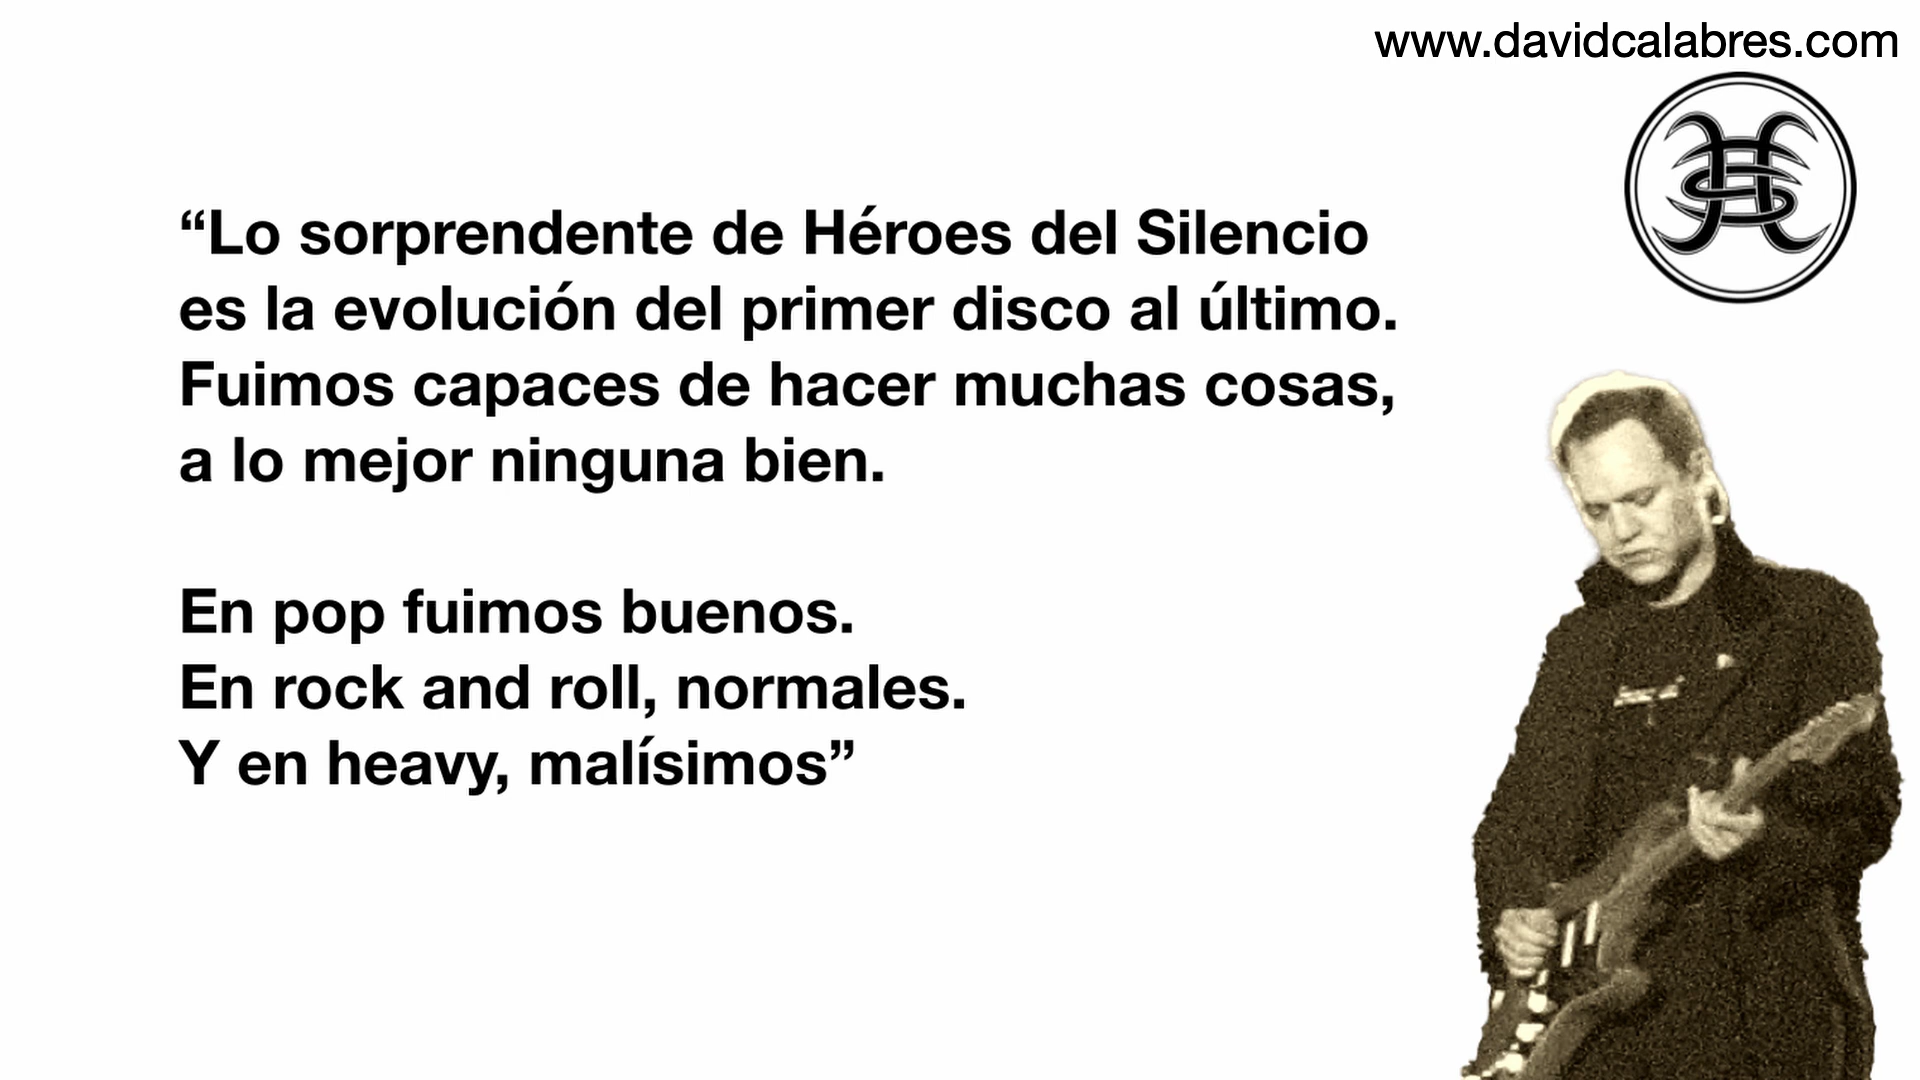 www.davidcalabres.com
“Lo sorprendente de Héroes del Silencio
es la evolución del primer disco al último.
Fuimos capaces de hacer muchas cosas,
a lo mejor ninguna bien.
En pop fuimos buenos.
En rock and roll, normales.
Y en heavy, malísimos”